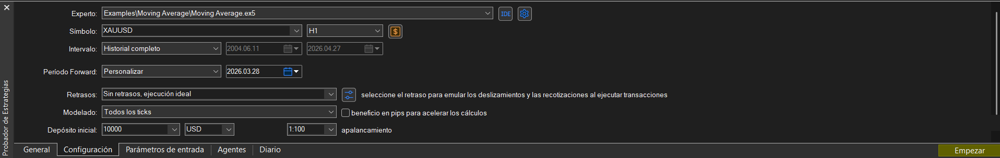 Experto: Examples\Moving Average\Moving Average.ex5 IDE
Símbolo: XAUUSD H1 $
Intervalo: Historial completo 2004.06.11 2026.04.27
Período Forward: Personalizar 2026.03.28
Retrasos: Sin retrasos, ejecución ideal seleccione el retraso para emular los deslizamientos y las recotizaciones al ejecutar transacciones
Modelado: Todos los ticks beneficio en pips para acelerar los cálculos
Depósito inicial: 10000 USD 1:100 apalancamiento
General Configuración Parámetros de entrada Agentes Diario Empezar
Probador de Estrategias